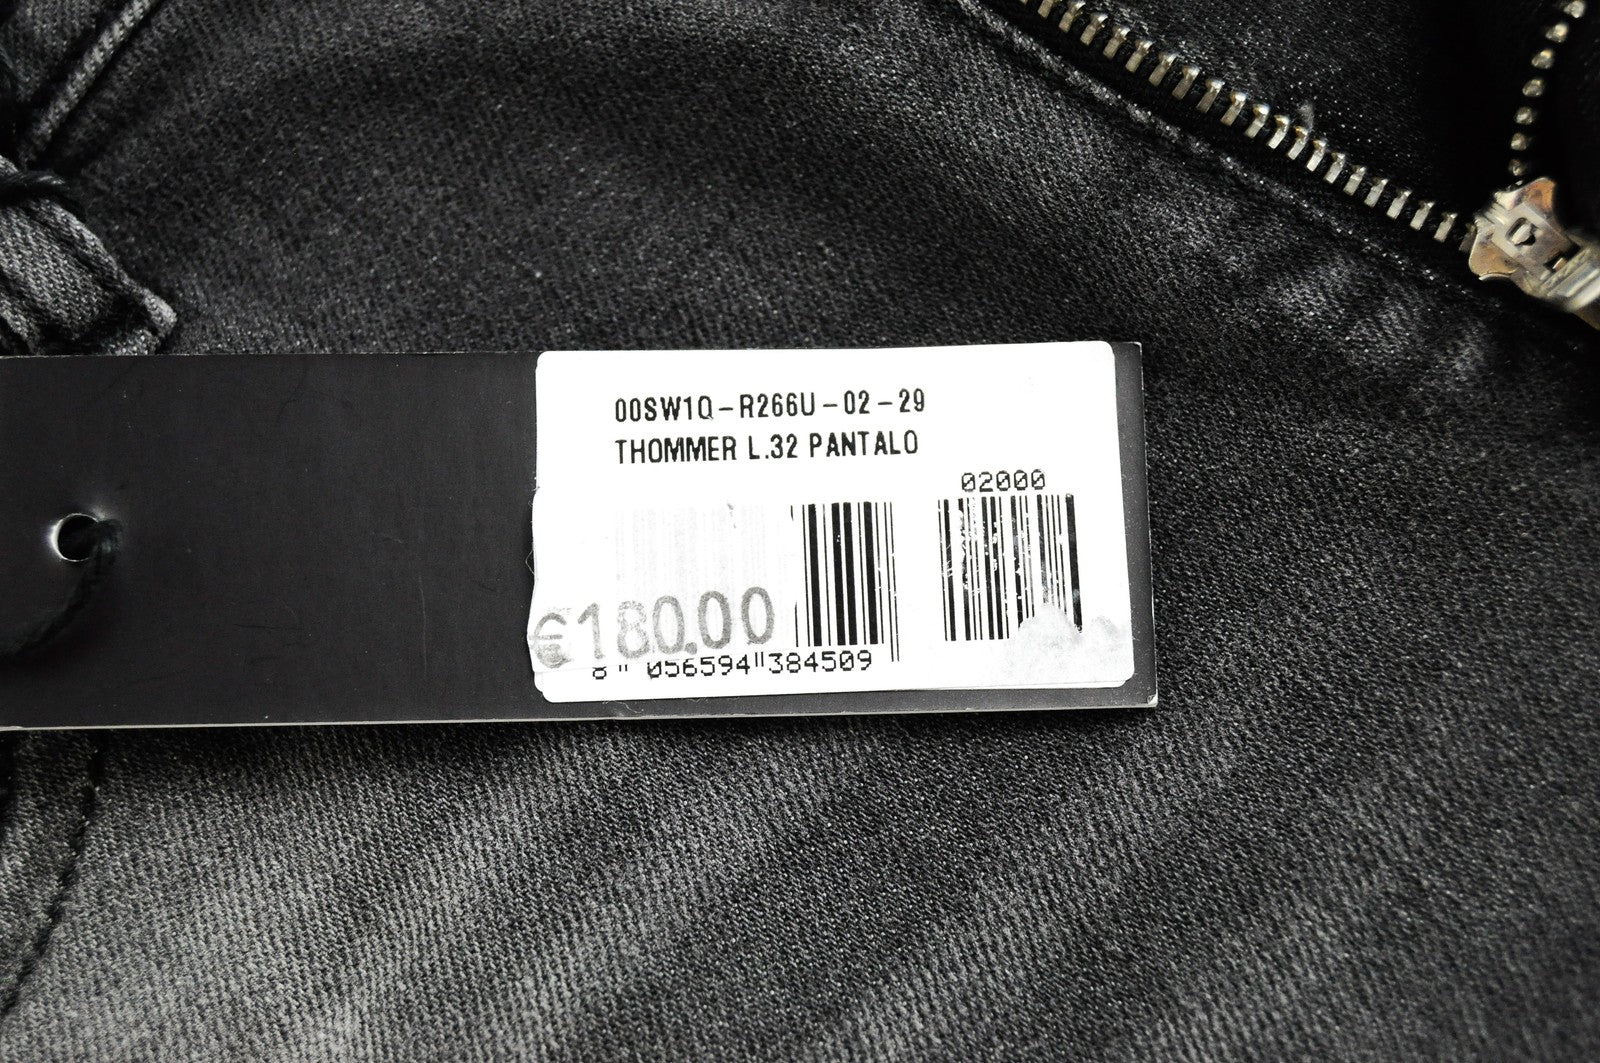 00SW1Q-R266U-02-29
THOMMER L.32 PANTALO
02000
€180.00
8 056594 384509